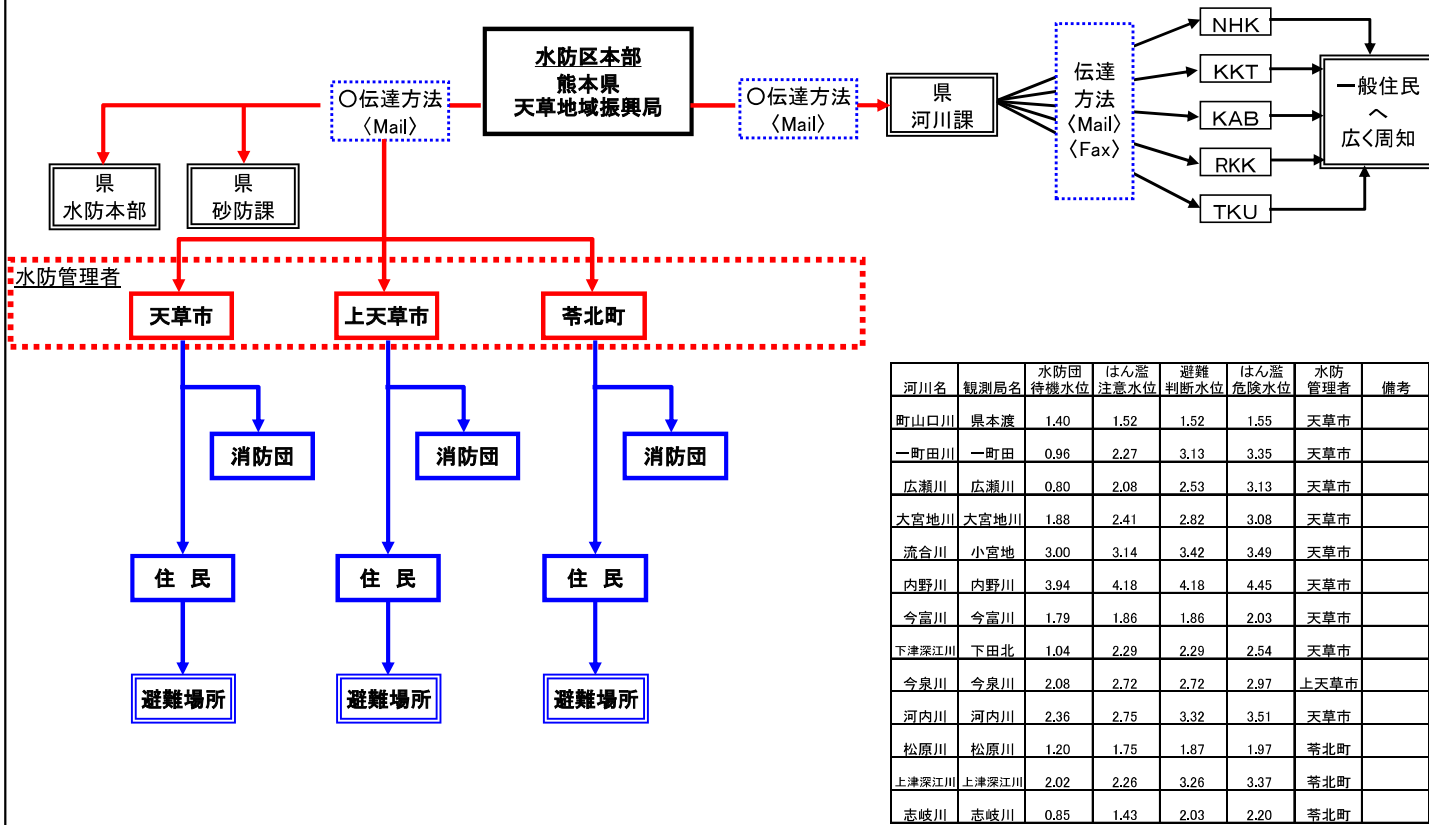 水防区本部
熊本県
天草地域振興局
〇伝達方法
〈Mail〉
〇伝達方法
〈Mail〉
県
河川課
伝達
方法
〈Mail〉
〈Fax〉
NHK
KKT
KAB
RKK
TKU
一般住民
へ
広く周知
県
水防本部
県
砂防課
水防管理者
天草市
上天草市
苓北町
消防団
消防団
消防団
住 民
住 民
住 民
避難場所
避難場所
避難場所
河川名 観測局名 水防団待機水位 はん濫注意水位 避難判断水位 はん濫危険水位 水防管理者 備考
町山口川 県本渡 1.40 1.52 1.52 1.55 天草市
一町田川 一町田 0.96 2.27 3.13 3.35 天草市
広瀬川 広瀬川 0.80 2.08 2.53 3.13 天草市
大宮地川 大宮地川 1.88 2.41 2.82 3.08 天草市
流合川 小宮地 3.00 3.14 3.42 3.49 天草市
内野川 内野川 3.94 4.18 4.18 4.45 天草市
今富川 今富川 1.79 1.86 1.86 2.03 天草市
下津深江川 下田北 1.04 2.29 2.29 2.54 天草市
今泉川 今泉川 2.08 2.72 2.72 2.97 上天草市
河内川 河内川 2.36 2.75 3.32 3.51 天草市
松原川 松原川 1.20 1.75 1.87 1.97 苓北町
上津深江川 上津深江川 2.02 2.26 3.26 3.37 苓北町
志岐川 志岐川 0.85 1.43 2.03 2.20 苓北町